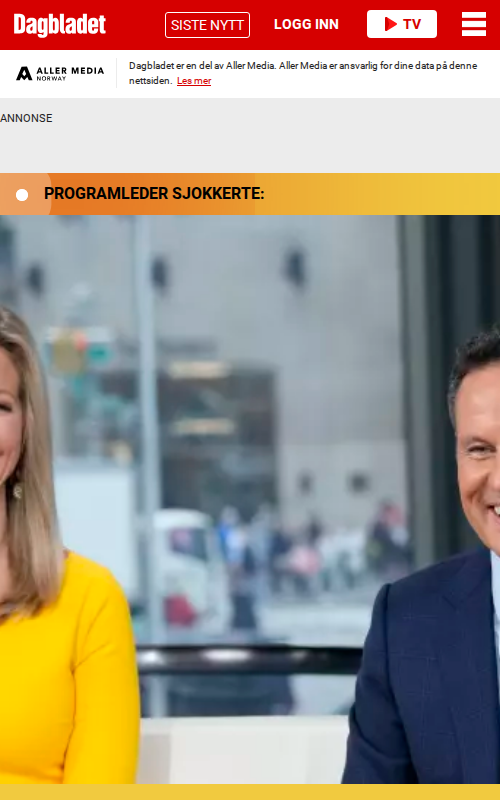 Dagbladet
SISTE NYTT
LOGG INN
TV
ALLER MEDIA
NORWAY
Dagbladet er en del av Aller Media. Aller Media er ansvarlig for dine data på denne
nettsiden. Les mer
ANNONSE
PROGRAMLEDER SJOKKERTE: